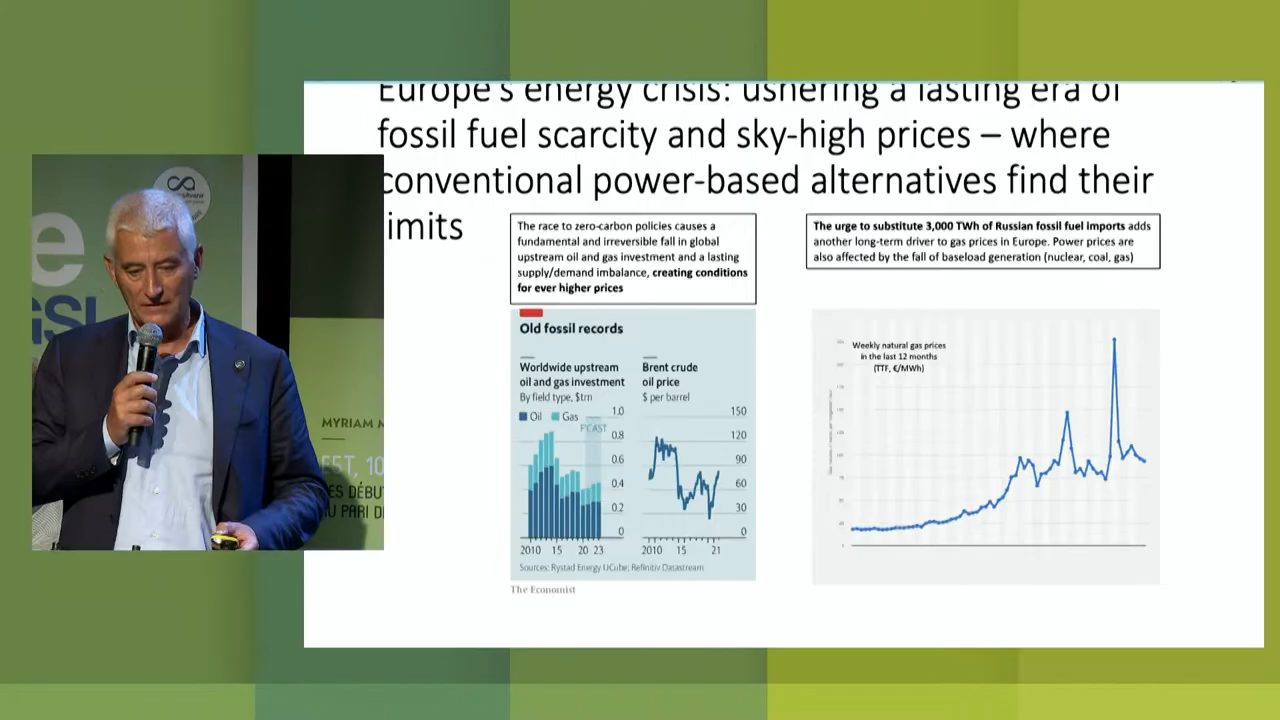 Europe's energy crisis: ushering a lasting era of
fossil fuel scarcity and sky-high prices – where
conventional power-based alternatives find their
limits
The race to zero-carbon policies causes a
fundamental and irreversible fall in global
upstream oil and gas investment and a lasting
supply/demand imbalance, creating conditions
for ever higher prices
The urge to substitute 3,000 TWh of Russian fossil fuel imports adds
another long-term driver to gas prices in Europe. Power prices are
also affected by the fall of baseload generation (nuclear, coal, gas)
Old fossil records
Worldwide upstream
oil and gas investment
By field type, $trn
Oil Gas
F'CAST
1.0
0.8
0.6
0.4
0.2
0
2010 15 20 23
Brent crude
oil price
$ per barrel
150
120
90
60
30
0
2010 15 21
Sources: Rystad Energy UCube; Refinitiv Datastream
The Economist
Weekly natural gas prices
in the last 12 months
(TTF, €/MWh)
e
GSI
MYRIAM M
EST, 10
ES DÉBU
U PARI D